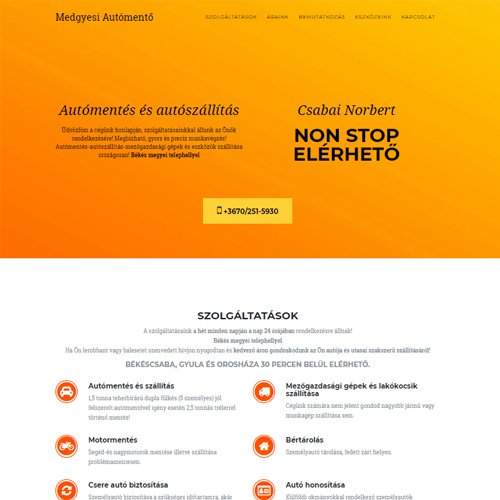 Medgyesi Autómentő
SZOLGÁLTATÁSOK ÁRAINK BEMUTATKOZÁS ESZKÖZEINK KAPCSOLAT
Autómentés és autószállítás
Üdvözlöm a cégünk honlapján, szolgáltatásainkkal állunk az Önök
rendelkezésére! Megbízható, gyors és precíz munkavégzés!
Autómentés-autószállítás-mezőgazdasági gépek és eszközök szállítása
országosan! Békés megyei telephellyel
Csabai Norbert
NON STOP
ELÉRHETŐ
+3670/251-5930
SZOLGÁLTATÁSOK
A szolgáltatásaink a hét minden napján a nap 24 órájában rendelkezésre állnak!
Békés megyei telephellyel
Ha Ön lerobbant vagy balesetet szenvedett hívjon nyugodtan és kedvező áron gondoskodunk az Ön autója és utasai szakszerű szállításáról!
BÉKÉSCSABA, GYULA ÉS OROSHÁZA 30 PERCEN BELÜL ELÉRHETŐ.
Autómentés és szállítás
1,5 tonna teherbírású dupla fülkés (5 személyes) jól
felszerelt autómentővel igény esetén 2,5 tonnás trélerrel
történő mentés!
Mezőgazdasági gépek és lakókocsik
szállítása
Cégünk számára nem jelent gondot nagyobb jármű vagy
munkagép szállítása sem.
Motormentés
Segéd-és nagymotorok mentése illetve szállítása
problémamentesen.
Bértárolás
Személyautó tárolása, fedett zárt helyen.
Csere autó biztosítása
Személyautó biztosítása a szükséges időtartamra, akár
Autó honosítása
Külföldi okmányokkal rendelkező személyautók